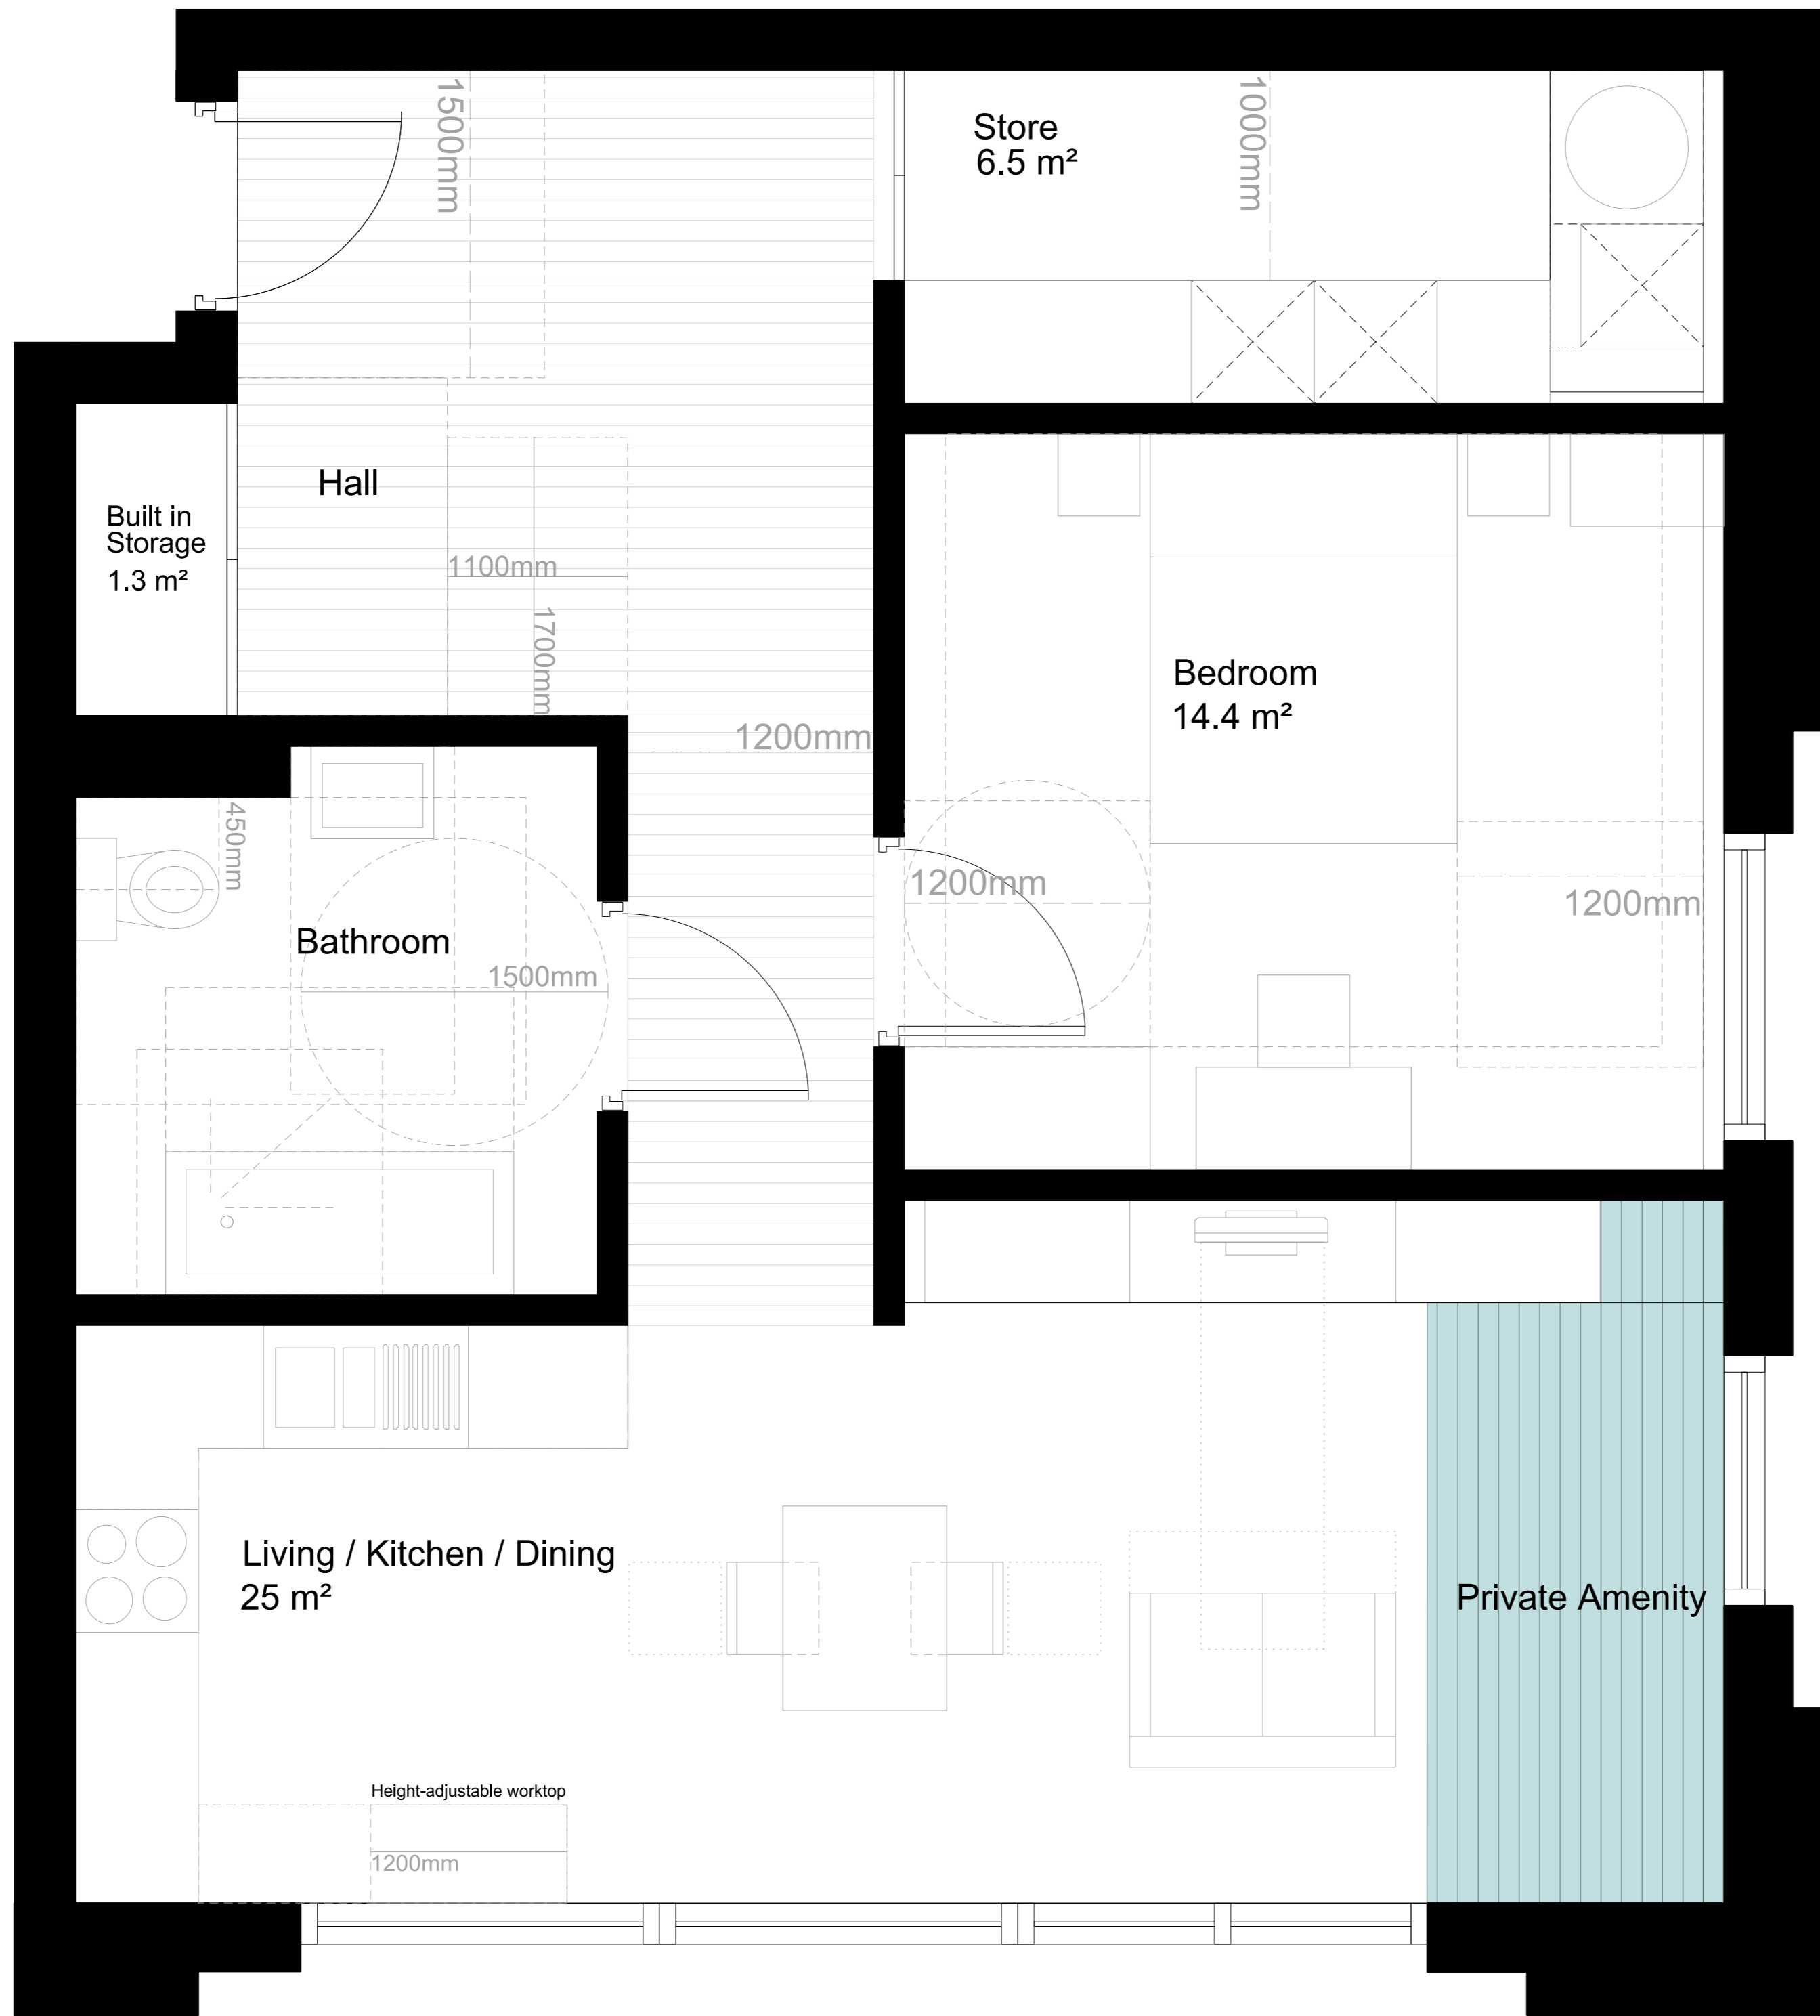 1500mm
Store
6.5 m²
1000mm
Hall
Built in
Storage
1.3 m²
1100mm
1700mm
Bedroom
14.4 m²
1200mm
450mm
1200mm
1200mm
Bathroom
1500mm
Living / Kitchen / Dining
25 m²
Private Amenity
Height-adjustable worktop
1200mm